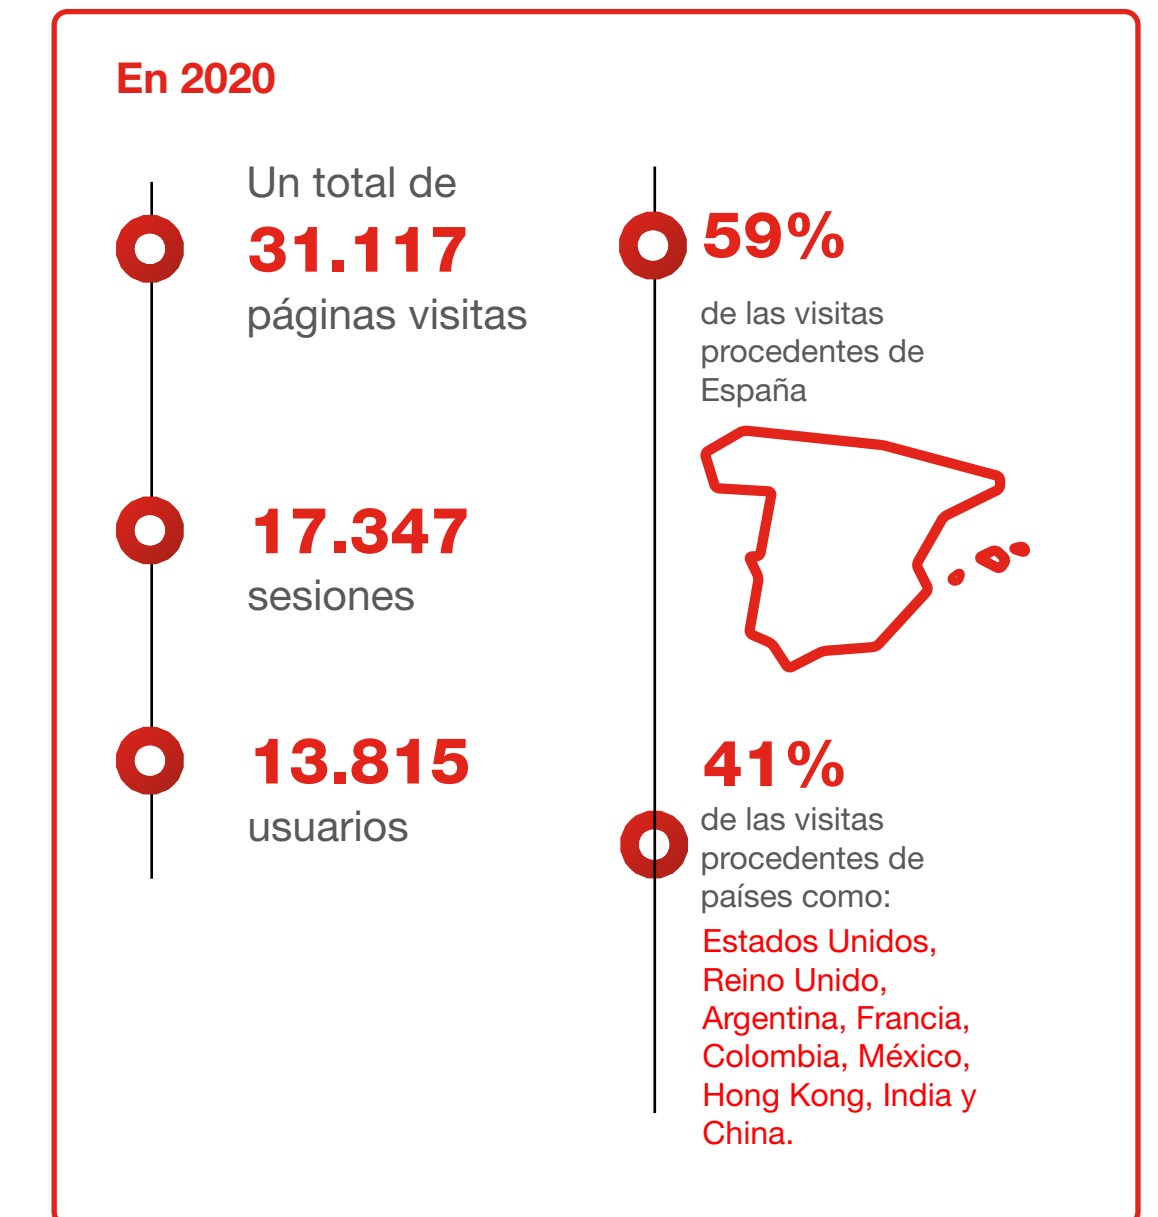 En 2020
Un total de
31.117
páginas visitas
17.347
sesiones
13.815
usuarios
59%
de las visitas
procedentes de
España
41%
de las visitas
procedentes de
países como:
Estados Unidos,
Reino Unido,
Argentina, Francia,
Colombia, México,
Hong Kong, India y
China.